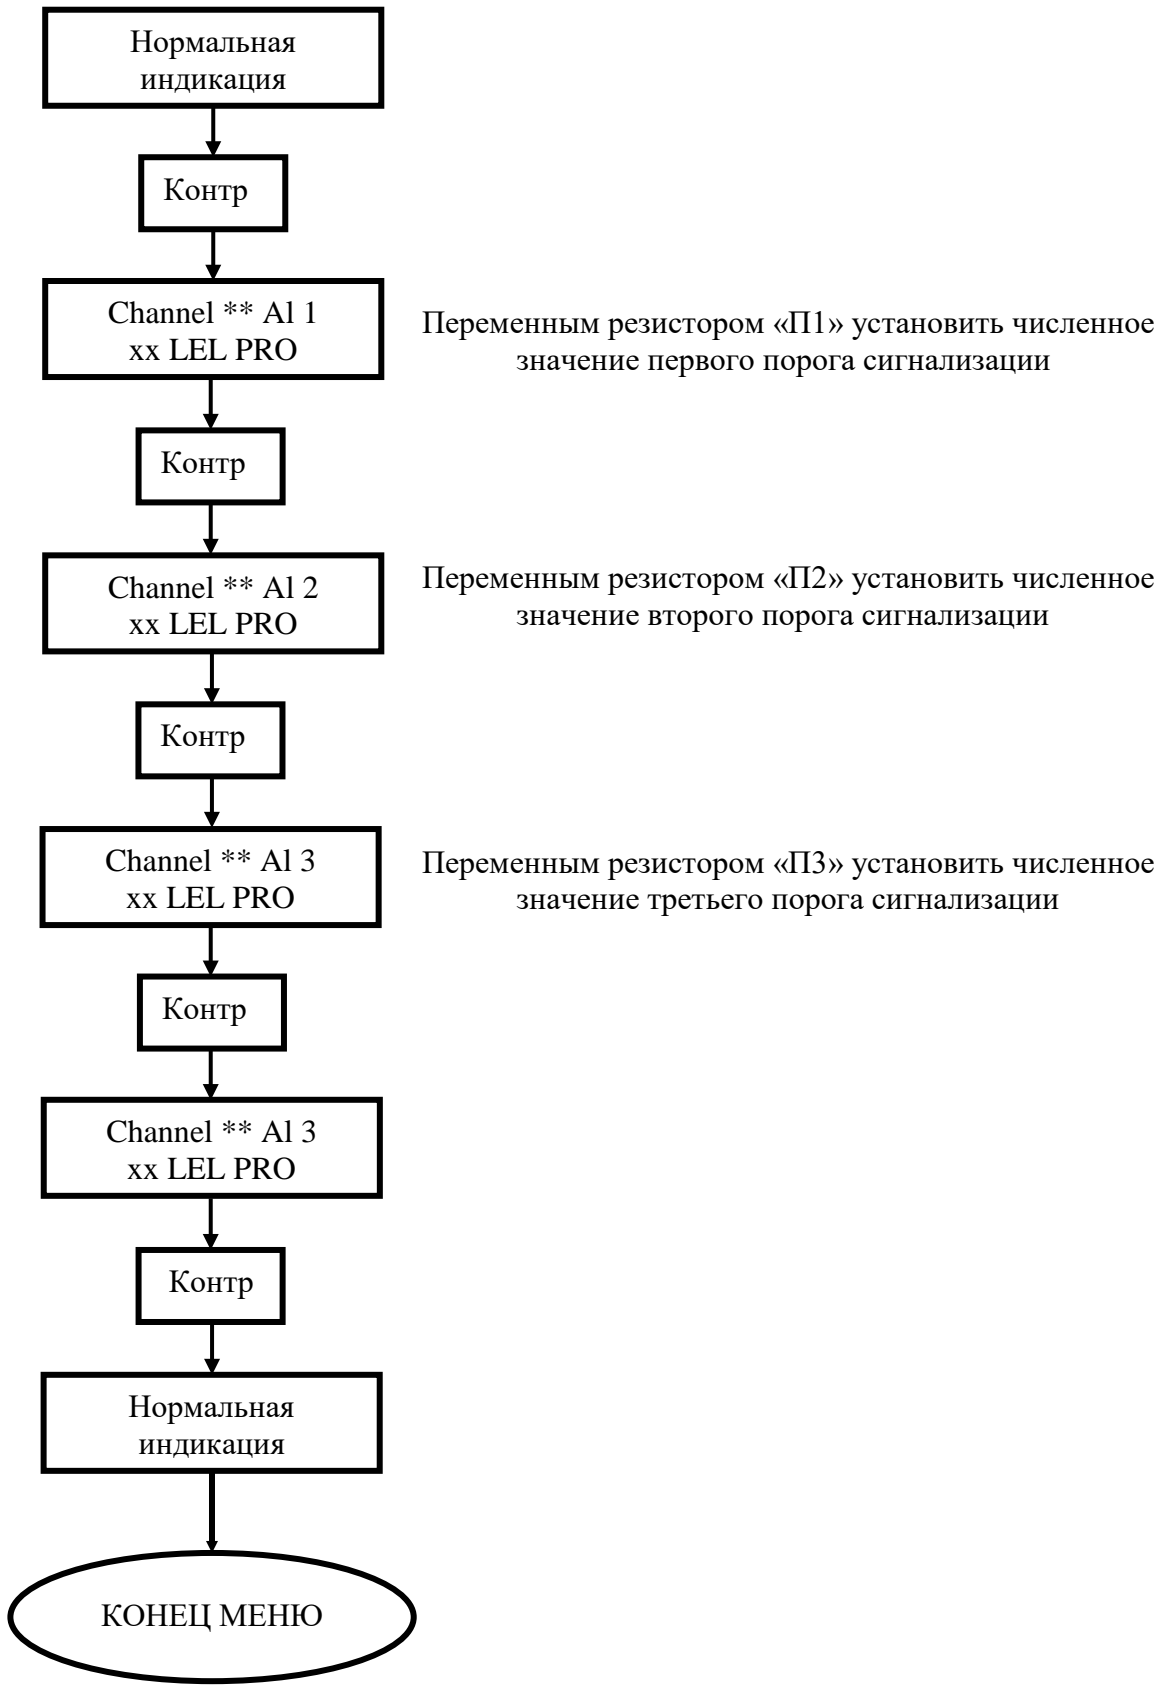 Нормальная
индикация
Контр
Channel ** Al 1
xx LEL PRO
Переменным резистором «П1» установить численное
значение первого порога сигнализации
Контр
Channel ** Al 2
xx LEL PRO
Переменным резистором «П2» установить численное
значение второго порога сигнализации
Контр
Channel ** Al 3
xx LEL PRO
Переменным резистором «П3» установить численное
значение третьего порога сигнализации
Контр
Channel ** Al 3
xx LEL PRO
Контр
Нормальная
индикация
КОНЕЦ МЕНЮ